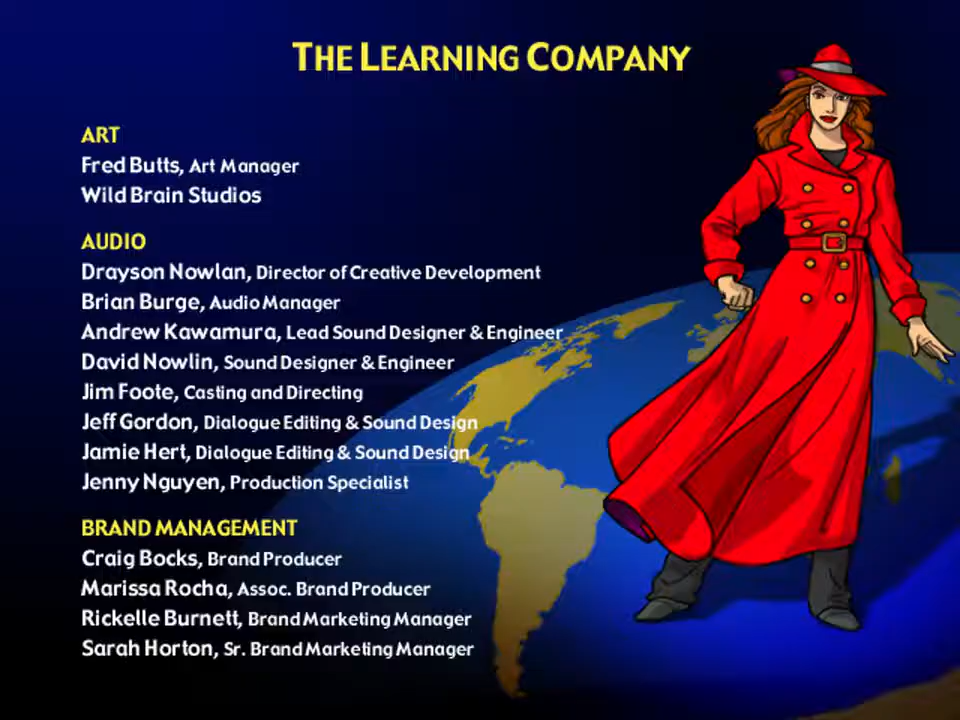 THE LEARNING COMPANY
ART
Fred Butts, Art Manager
Wild Brain Studios
AUDIO
Drayson Nowlan, Director of Creative Development
Brian Burge, Audio Manager
Andrew Kawamura, Lead Sound Designer & Engineer
David Nowlin, Sound Designer & Engineer
Jim Foote, Casting and Directing
Jeff Gordon, Dialogue Editing & Sound Design
Jamie Hert, Dialogue Editing & Sound Design
Jenny Nguyen, Production Specialist
BRAND MANAGEMENT
Craig Bocks, Brand Producer
Marissa Rocha, Assoc. Brand Producer
Rickelle Burnett, Brand Marketing Manager
Sarah Horton, Sr. Brand Marketing Manager